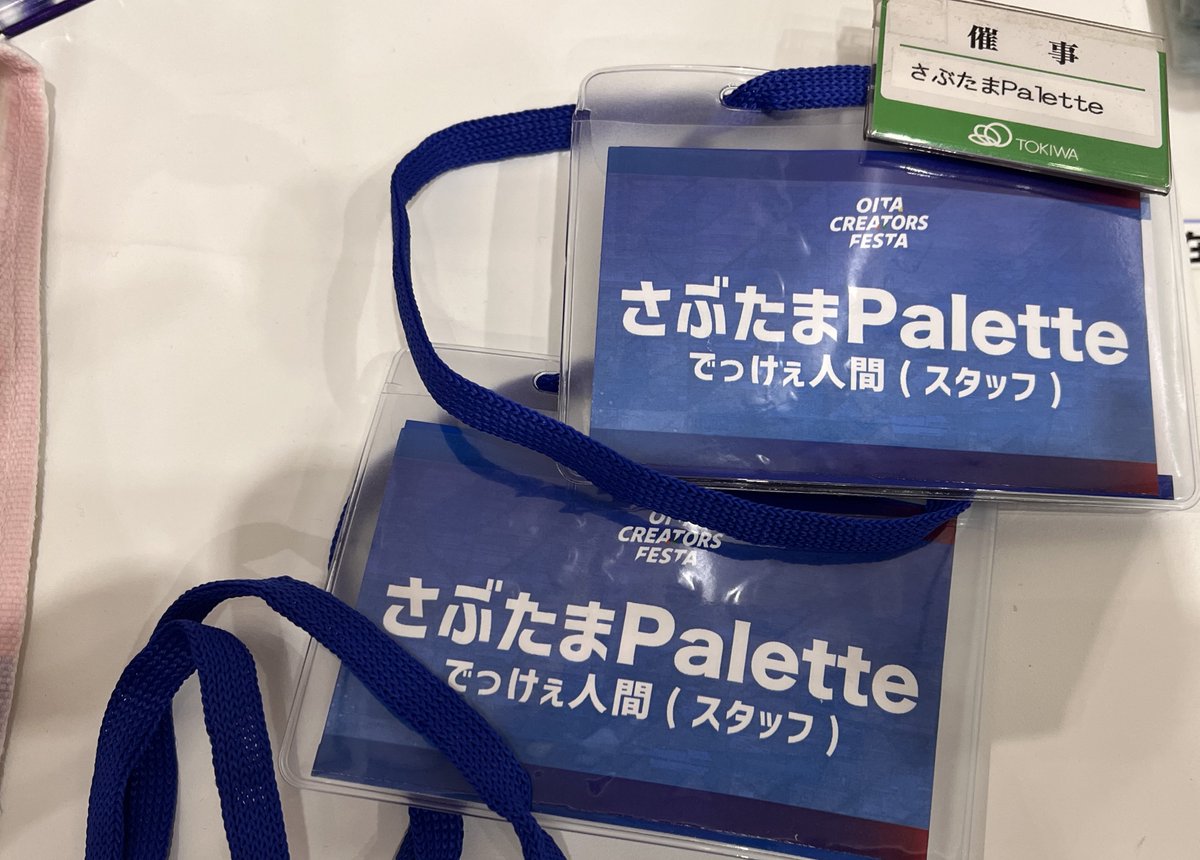 催 事
さぶたまPalette
TOKIWA
OITA
CREATORS
FESTA
さぶたまPalette
でっけぇ人間 ( スタッフ )
OITA
CREATORS
FESTA
さぶたまPalette
でっけぇ人間 ( スタッフ )